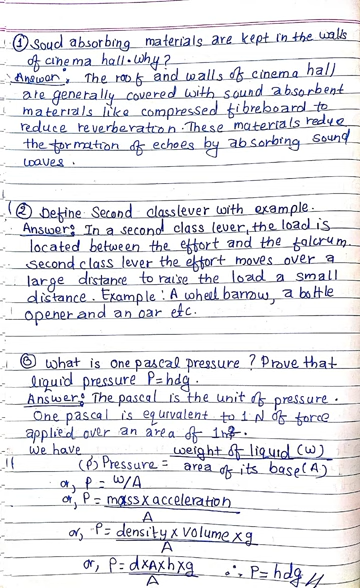 ① Soud absorbing materials are kept in the walls
of cinema hall. Why?
Answer: The roof and walls of cinema hall
are generally covered with sound absorbent
materials like compressed fibreboard to
reduce reverberation. These materials reduce
the formation of echoes by absorbing sound
waves.
② Define Second class lever with example.
Answer: In a second class lever, the load is
located between the effort and the falcrum.
second class lever the effort moves over a
large distance to raise the load a small
distance. Example: A wheel barrow, a bottle
opener and an oar etc.
③ what is one pascal pressure? Prove that
liquid pressure P=hdg.
Answer: The pascal is the unit of pressure.
One pascal is equivalent to 1 N of force
applied over an area of 1m².
we have
(P) Pressure = weight of liquid (W) / area of its base (A)
or, P = W/A
or, P = mass x acceleration / A
or, P = density x volume x g / A
or, P = d x A x h x g / A ∴ P = hdg //